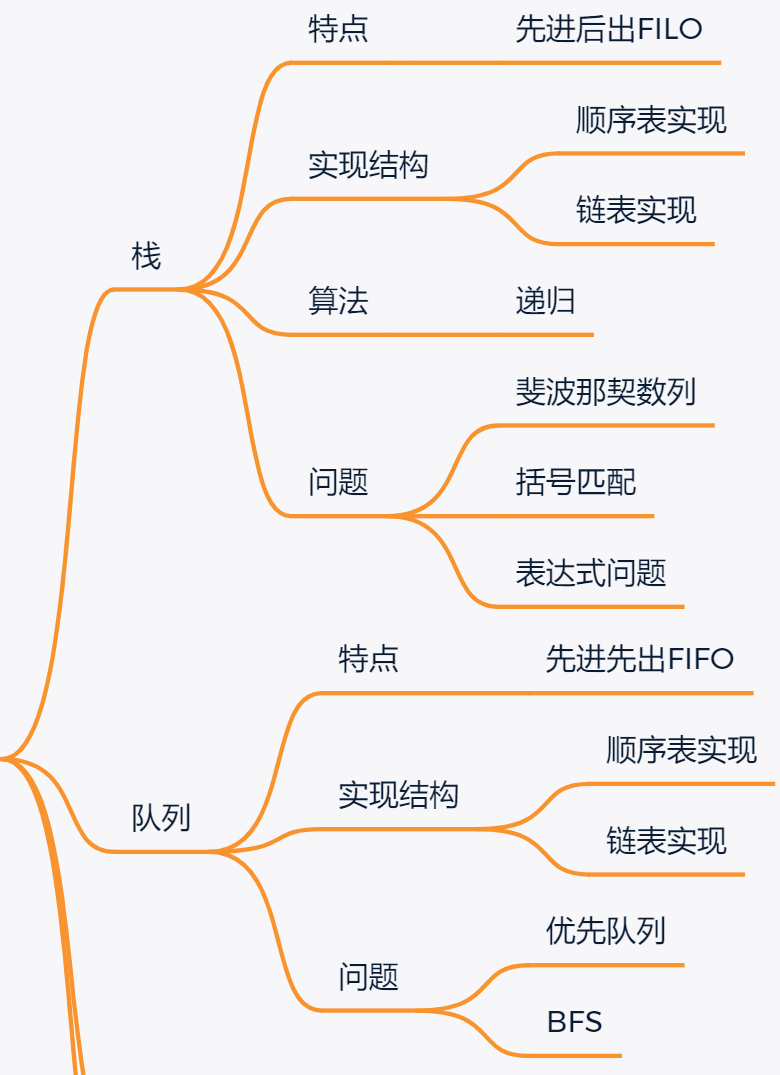 栈
特点
先进后出FILO
实现结构
顺序表实现
链表实现
算法
递归
问题
斐波那契数列
括号匹配
表达式问题
队列
特点
先进先出FIFO
实现结构
顺序表实现
链表实现
问题
优先队列
BFS